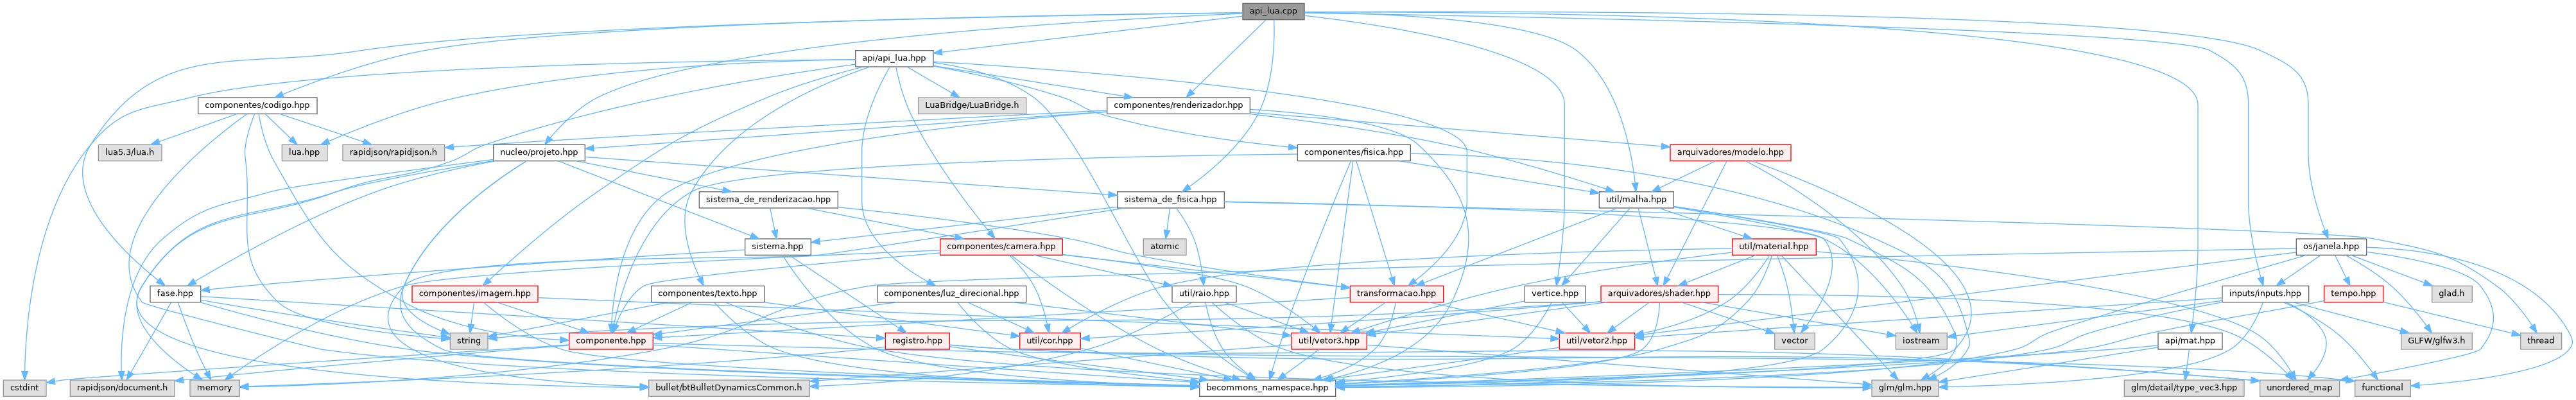 api_lua.cpp
api/api_lua.hpp
componentes/codigo.hpp
LuaBridge/LuaBridge.h
componentes/renderizador.hpp
lua5.3/lua.h
lua.hpp
rapidjson/rapidjson.h
nucleo/projeto.hpp
componentes/fisica.hpp
arquivadores/modelo.hpp
sistema_de_renderizacao.hpp
sistema_de_fisica.hpp
util/malha.hpp
sistema.hpp
componentes/camera.hpp
atomic
util/material.hpp
os/janela.hpp
fase.hpp
componentes/imagem.hpp
componentes/texto.hpp
componentes/luz_direcional.hpp
util/raio.hpp
transformacao.hpp
vertice.hpp
arquivadores/shader.hpp
inputs/inputs.hpp
tempo.hpp
glad.h
string
componente.hpp
registro.hpp
util/cor.hpp
util/vetor3.hpp
util/vetor2.hpp
vector
iostream
api/mat.hpp
GLFW/glfw3.h
thread
cstdint
rapidjson/document.h
memory
bullet/btBulletDynamicsCommon.h
becommons_namespace.hpp
glm/glm.hpp
glm/detail/type_vec3.hpp
unordered_map
functional